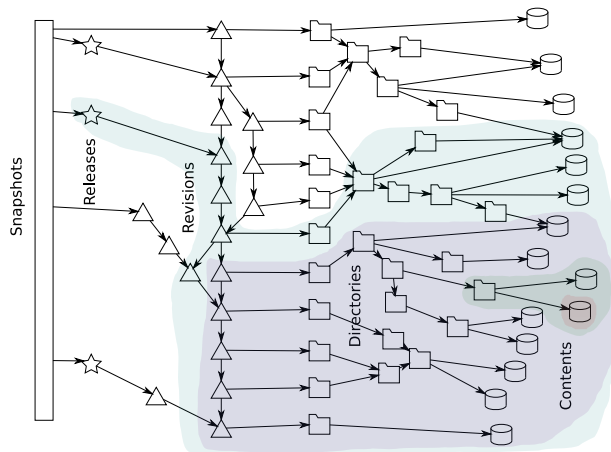 Snapshots
Releases
Revisions
Directories
Contents